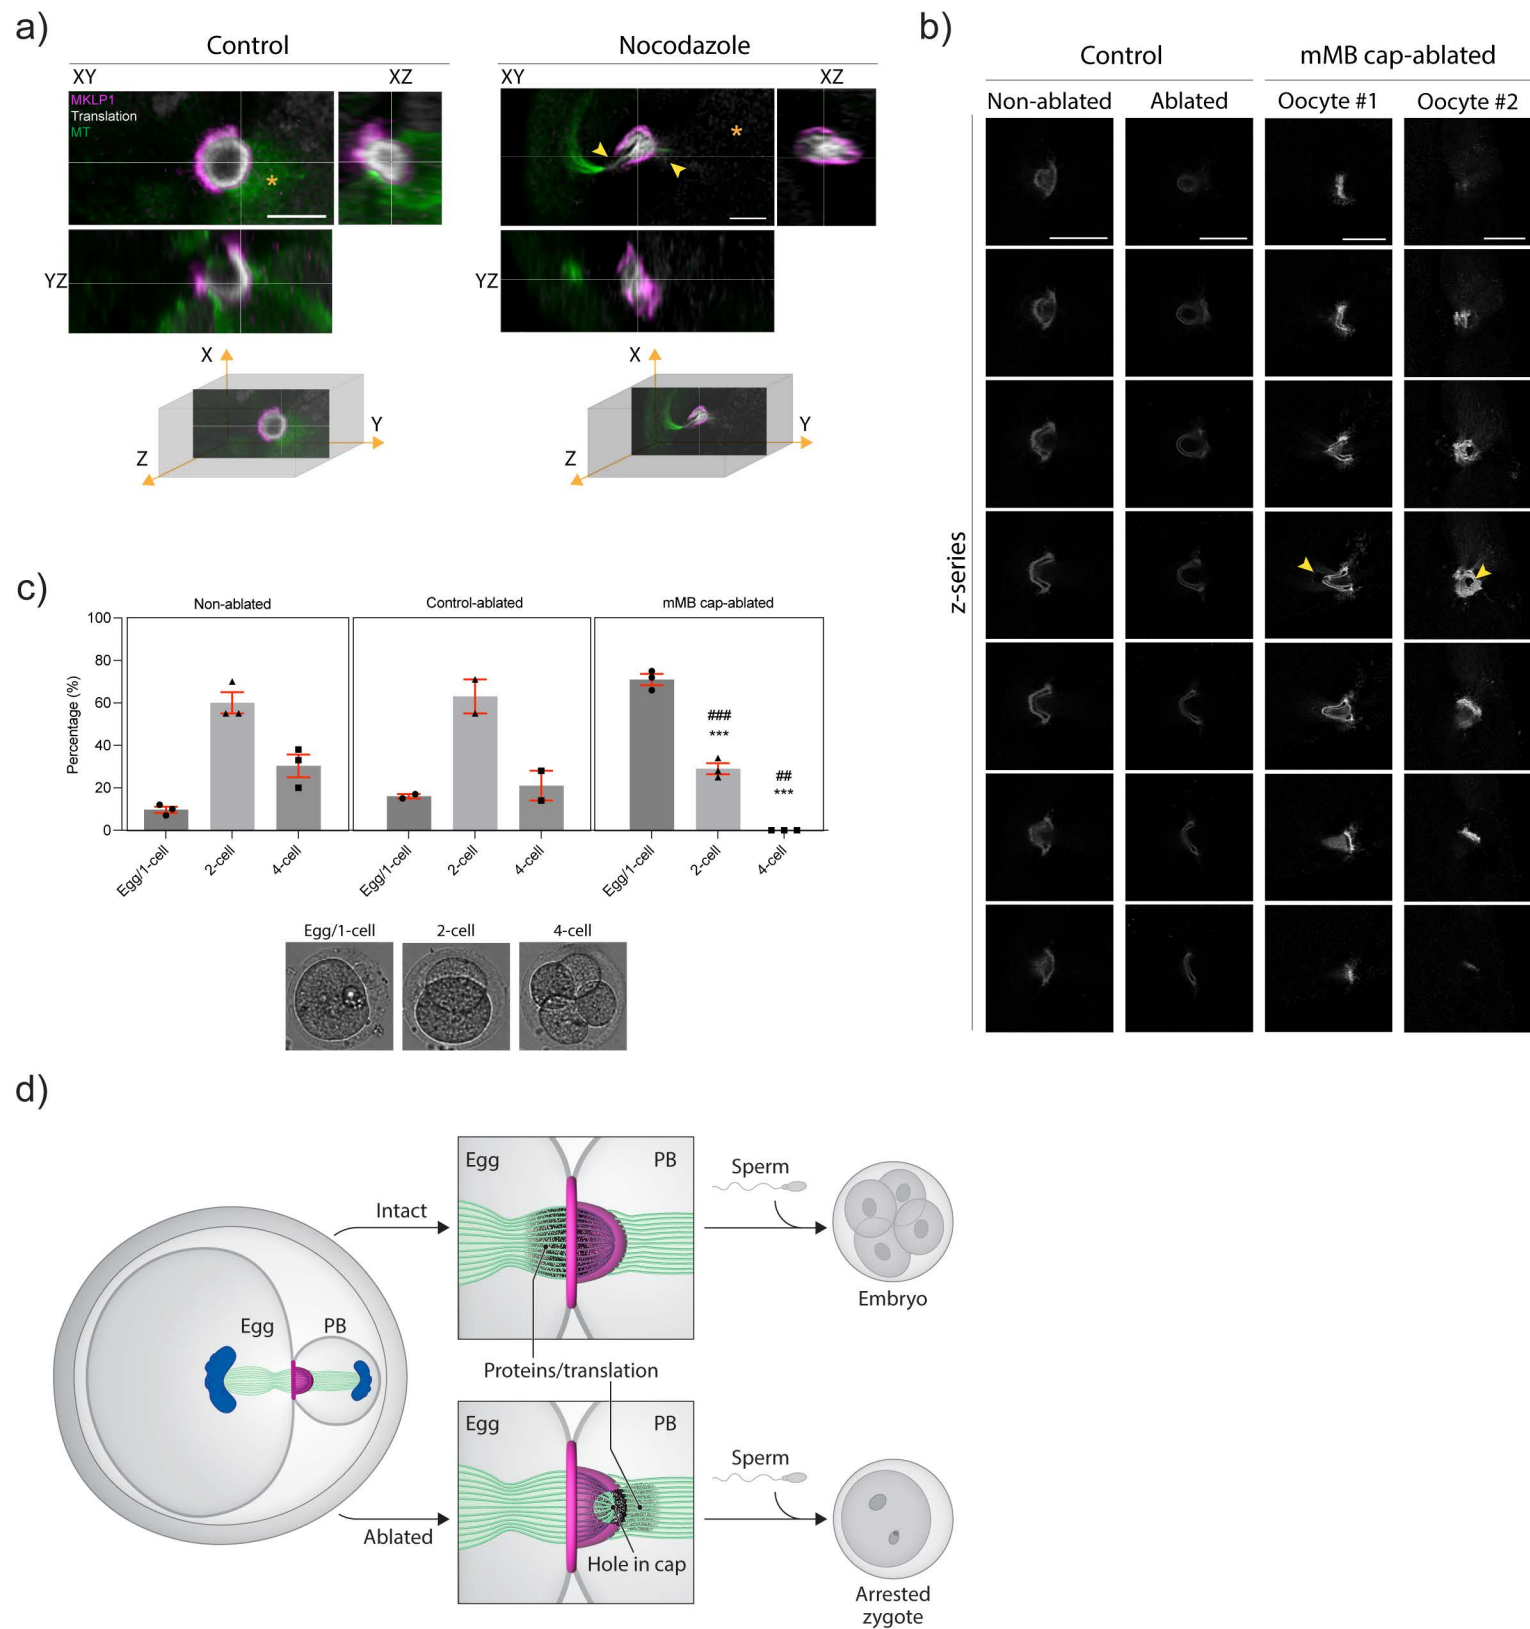 a)
Control
Nocodazole
XY
XZ
XY
XZ
MKLP1
Translation
MT
*
*
YZ
YZ
X
Y
Z
X
Y
Z
b)
Control
mMB cap-ablated
Non-ablated
Ablated
Oocyte #1
Oocyte #2
z-series
c)
Non-ablated
Control-ablated
mMB cap-ablated
Percentage (%)
100
80
60
40
20
0
###
***
##
***
Egg/1-cell
2-cell
4-cell
Egg/1-cell
2-cell
4-cell
Egg/1-cell
2-cell
4-cell
Egg/1-cell
2-cell
4-cell
d)
Egg
PB
Intact
Ablated
Egg
PB
Sperm
Embryo
Proteins/translation
Egg
PB
Sperm
Hole in cap
Arrested
zygote